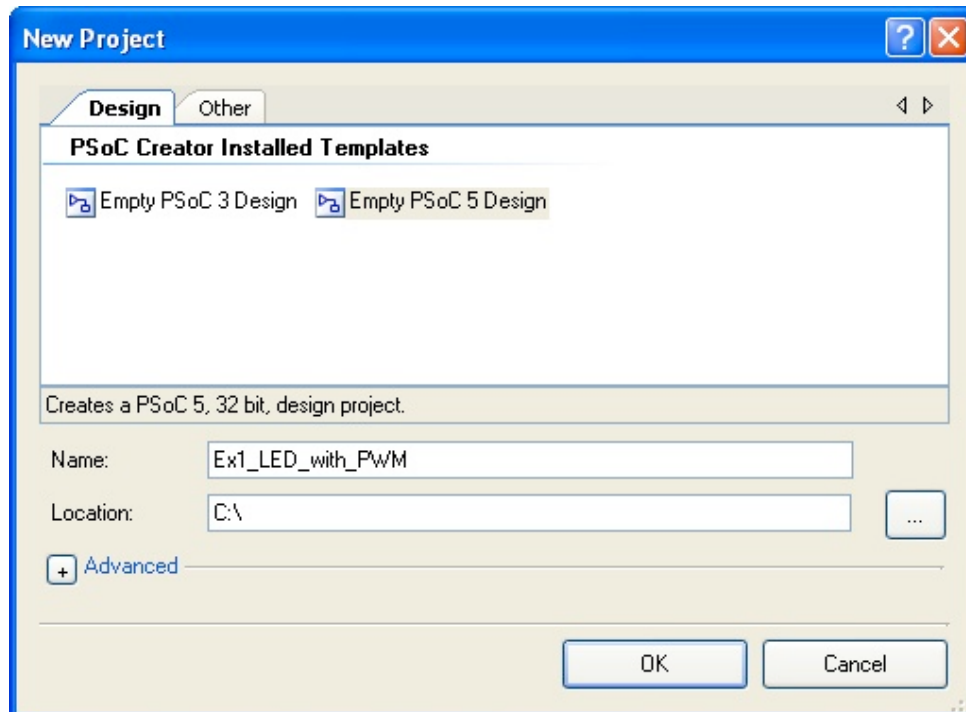 New Project
Design Other
PSoC Creator Installed Templates
Empty PSoC 3 Design Empty PSoC 5 Design
Creates a PSoC 5, 32 bit, design project.
Name: Ex1_LED_with_PWM
Location: C:\ ...
+ Advanced
OK Cancel